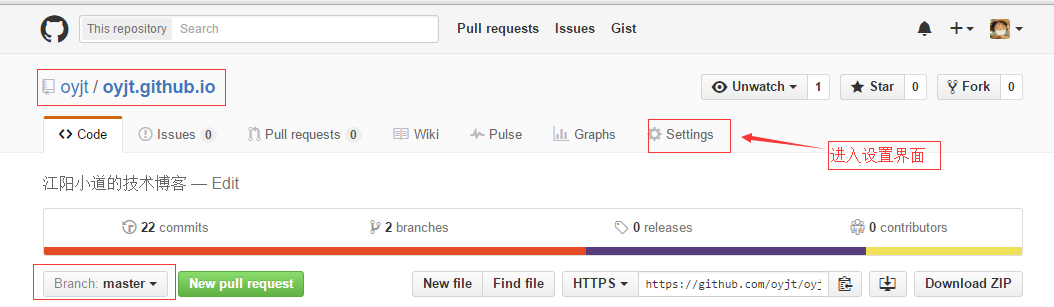 This repository Search Pull requests Issues Gist
oyjt / oyjt.github.io Unwatch 1 Star 0 Fork 0
Code Issues 0 Pull requests 0 Wiki Pulse Graphs Settings
进入设置界面
江阳小道的技术博客 — Edit
22 commits 2 branches 0 releases 0 contributors
Branch: master New pull request New file Find file HTTPS https://github.com/oyjt/oyj Download ZIP